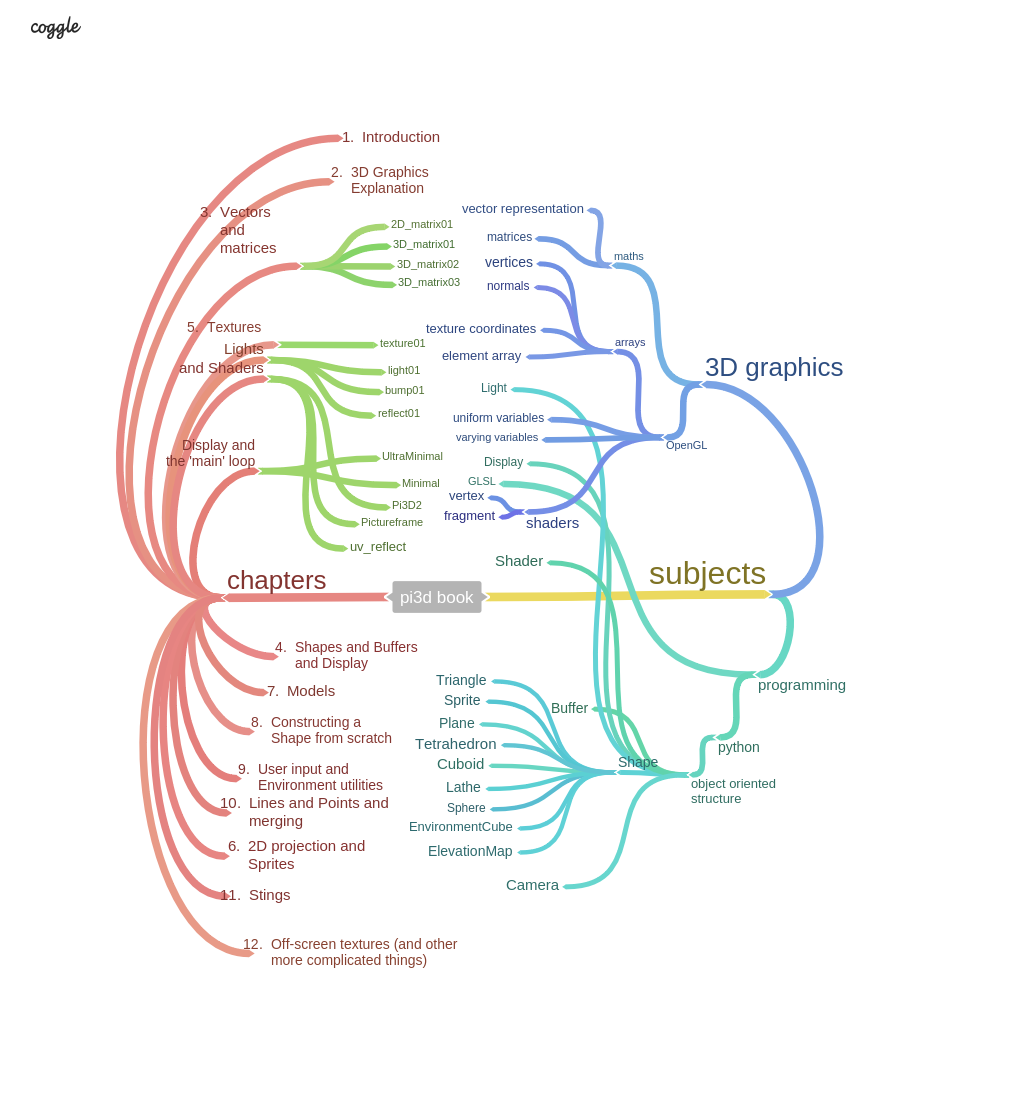 coggle
1. Introduction
2. 3D Graphics
Explanation
3. Vectors
and
matrices
2D_matrix01
3D_matrix01
3D_matrix02
3D_matrix03
vector representation
matrices
vertices
normals
maths
5. Textures
Lights
and Shaders
texture01
light01
bump01
reflect01
texture coordinates
element array
arrays
3D graphics
Light
uniform variables
varying variables
OpenGL
Display and
the 'main' loop
UltraMinimal
Minimal
Pi3D2
Pictureframe
uv_reflect
Display
GLSL
vertex
fragment
shaders
Shader
chapters
pi3d book
subjects
4. Shapes and Buffers
and Display
7. Models
8. Constructing a
Shape from scratch
9. User input and
Environment utilities
10. Lines and Points and
merging
6. 2D projection and
Sprites
11. Stings
12. Off-screen textures (and other
more complicated things)
Triangle
Sprite
Plane
Tetrahedron
Cuboid
Lathe
Sphere
EnvironmentCube
ElevationMap
Buffer
Shape
Camera
programming
python
object oriented
structure